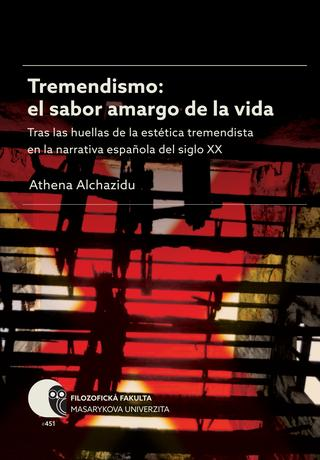 Tremendismo:
el sabor amargo de la vida
Tras las huellas de la estética tremendista
en la narrativa española del siglo XX
Athena Alchazidu
FILOZOFICKÁ FAKULTA
MASARYKOVA UNIVERZITA
#451